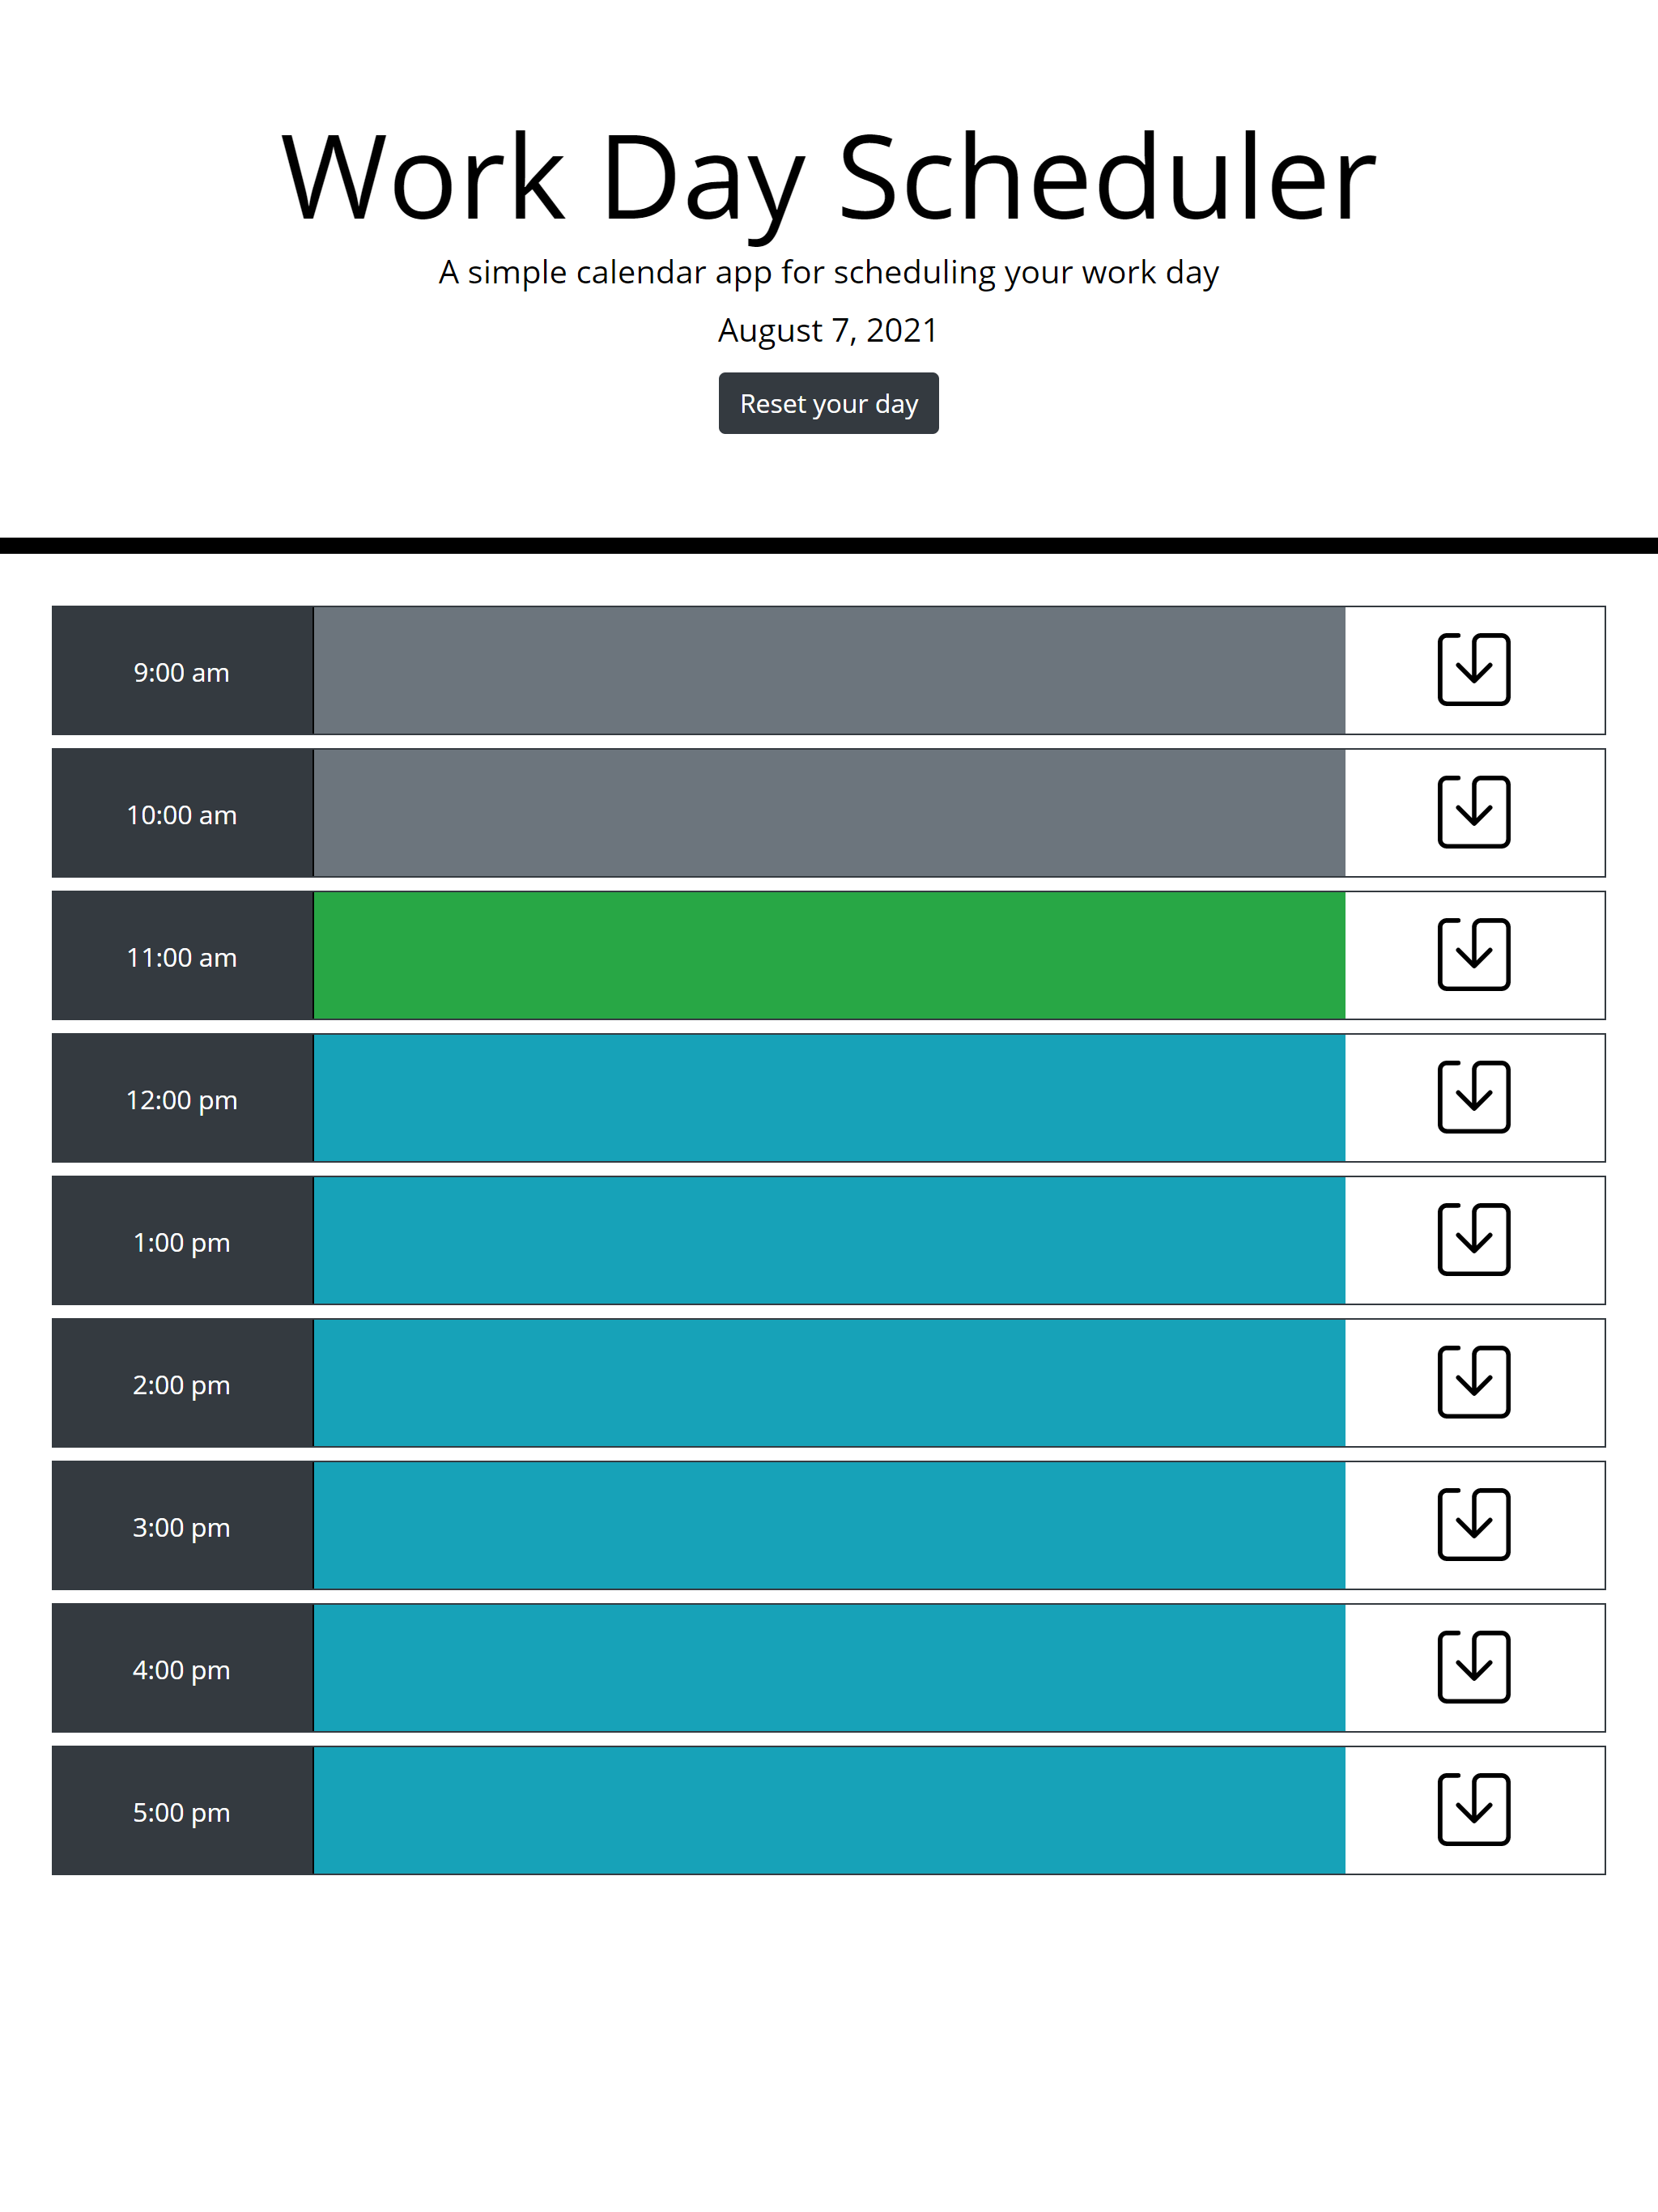 Work Day Scheduler
A simple calendar app for scheduling your work day
August 7, 2021
Reset your day
9:00 am
10:00 am
11:00 am
12:00 pm
1:00 pm
2:00 pm
3:00 pm
4:00 pm
5:00 pm